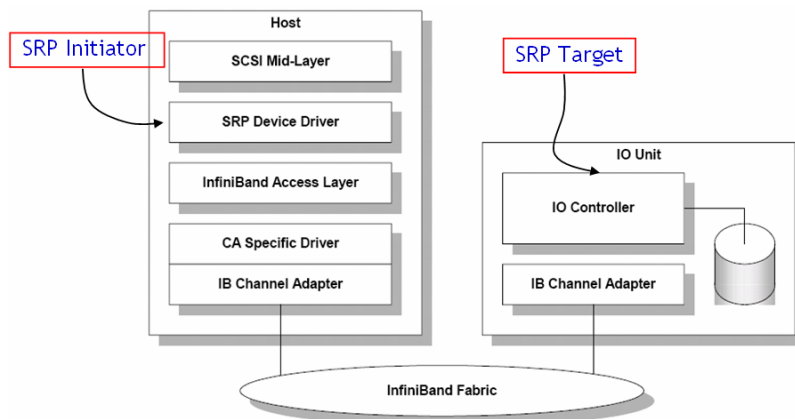 Host
SRP Initiator
SCSI Mid-Layer
SRP Device Driver
InfiniBand Access Layer
CA Specific Driver
IB Channel Adapter
SRP Target
IO Unit
IO Controller
IB Channel Adapter
InfiniBand Fabric